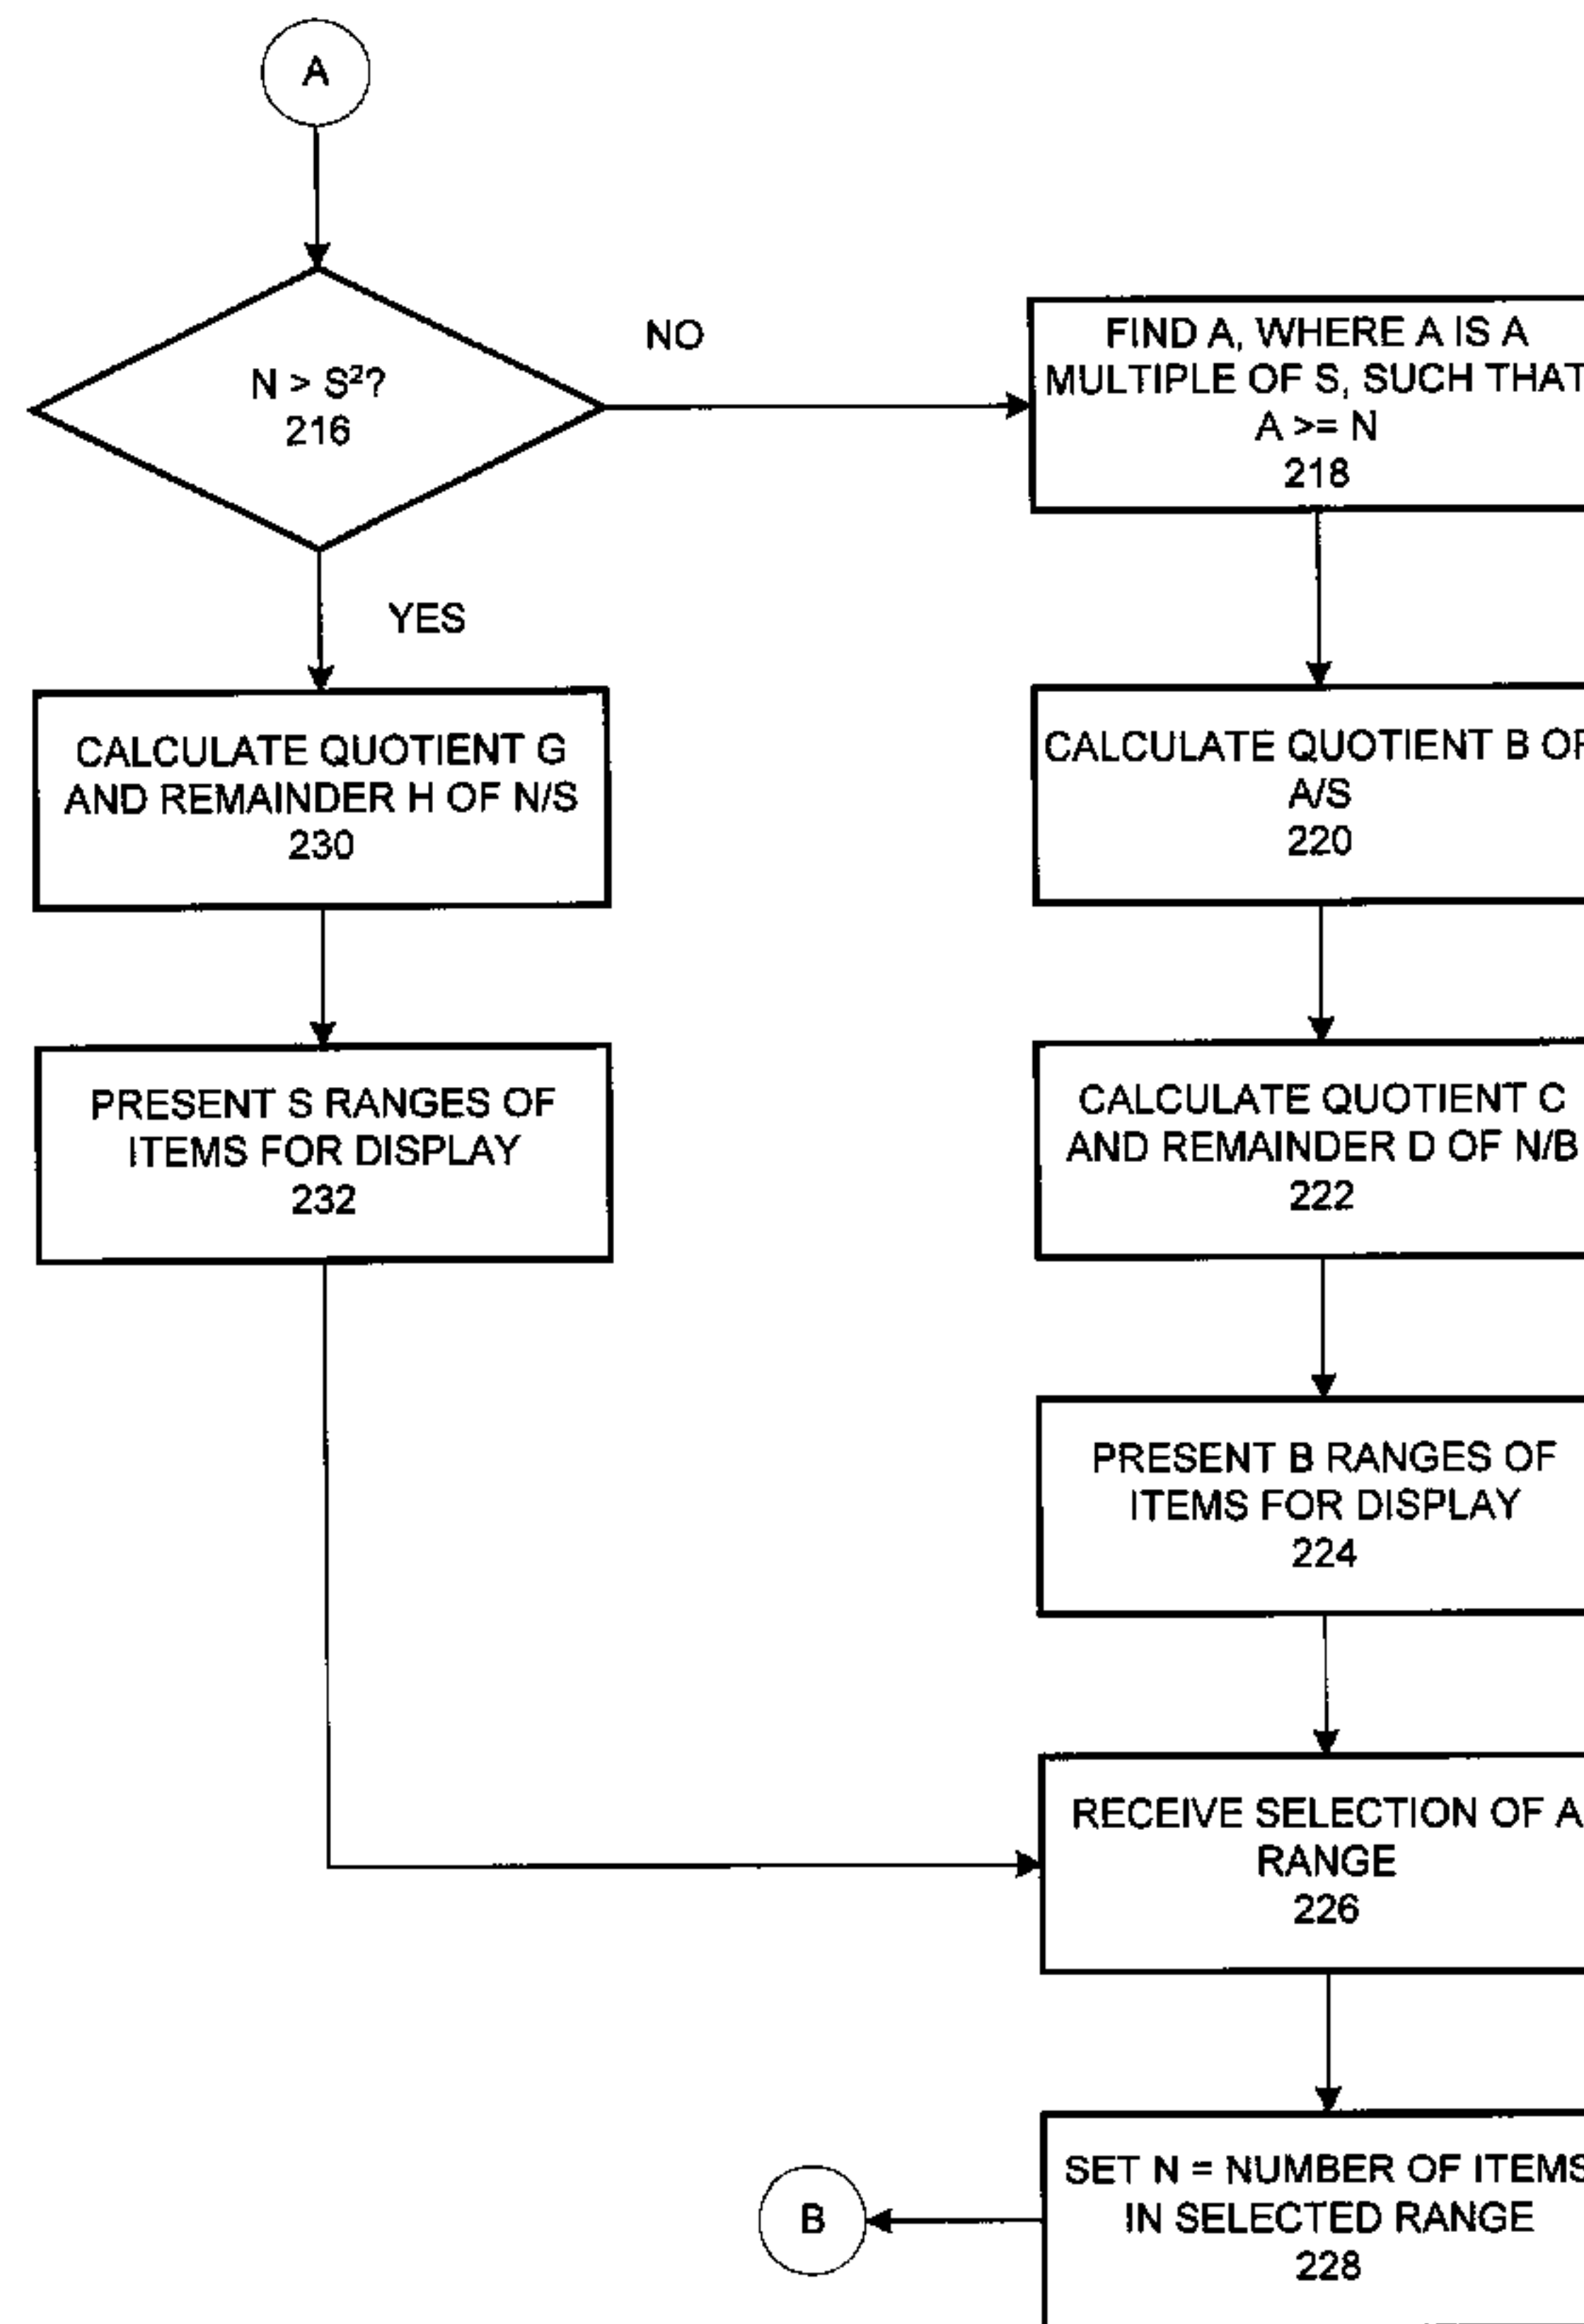 A
N > S²?
216
NO
YES
FIND A, WHERE A IS A
MULTIPLE OF S, SUCH THAT
A >= N
218
CALCULATE QUOTIENT G
AND REMAINDER H OF N/S
230
CALCULATE QUOTIENT B OF
A/S
220
PRESENT S RANGES OF
ITEMS FOR DISPLAY
232
CALCULATE QUOTIENT C
AND REMAINDER D OF N/B
222
PRESENT B RANGES OF
ITEMS FOR DISPLAY
224
RECEIVE SELECTION OF A
RANGE
226
SET N = NUMBER OF ITEMS
IN SELECTED RANGE
228
B